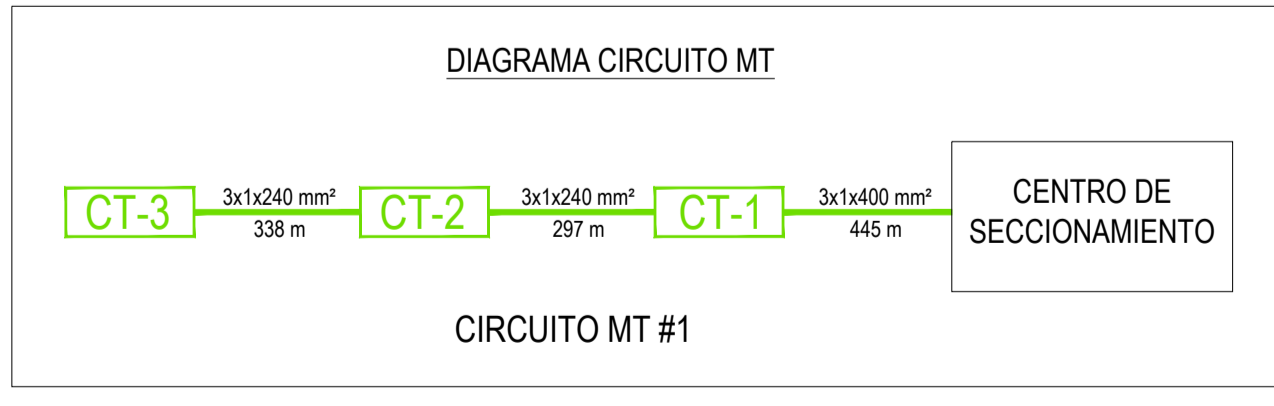 DIAGRAMA CIRCUITO MT
CT-3
3x1x240 mm²
338 m
CT-2
3x1x240 mm²
297 m
CT-1
3x1x400 mm²
445 m
CENTRO DE
SECCIONAMIENTO
CIRCUITO MT #1